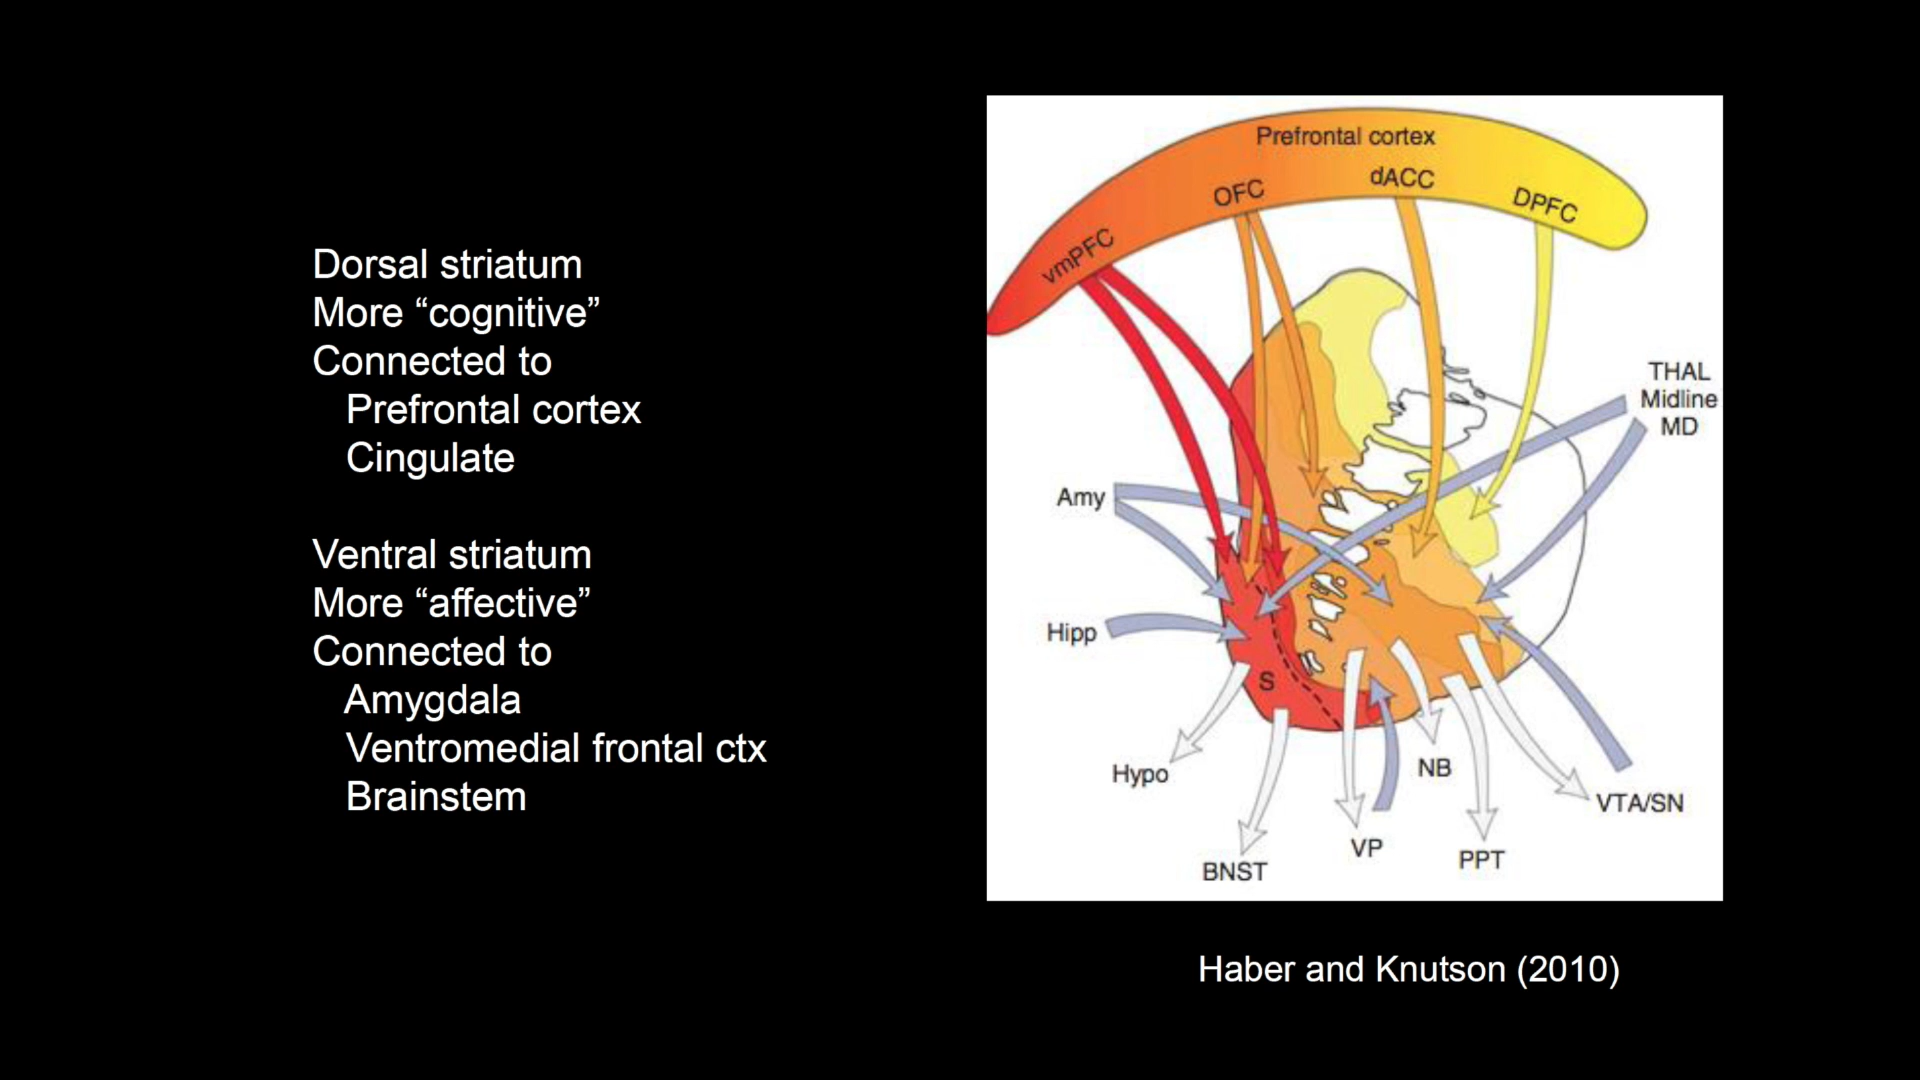 Dorsal striatum
More “cognitive”
Connected to
Prefrontal cortex
Cingulate
Ventral striatum
More “affective”
Connected to
Amygdala
Ventromedial frontal ctx
Brainstem
Prefrontal cortex
vmPFC
OFC
dACC
DPFC
THAL
Midline
MD
Amy
Hipp
S
Hypo
BNST
VP
NB
PPT
VTA/SN
Haber and Knutson (2010)